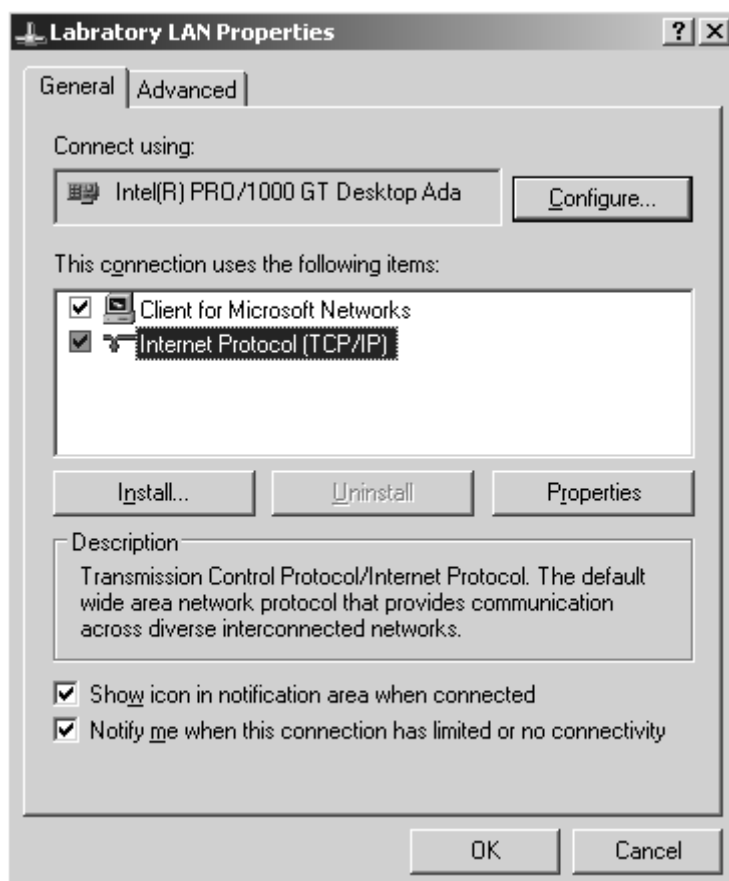 Labratory LAN Properties
General
Advanced
Connect using:
Intel(R) PRO/1000 GT Desktop Ada
Configure...
This connection uses the following items:
Client for Microsoft Networks
Internet Protocol (TCP/IP)
Install...
Uninstall
Properties
Description
Transmission Control Protocol/Internet Protocol. The default
wide area network protocol that provides communication
across diverse interconnected networks.
Show icon in notification area when connected
Notify me when this connection has limited or no connectivity
OK
Cancel